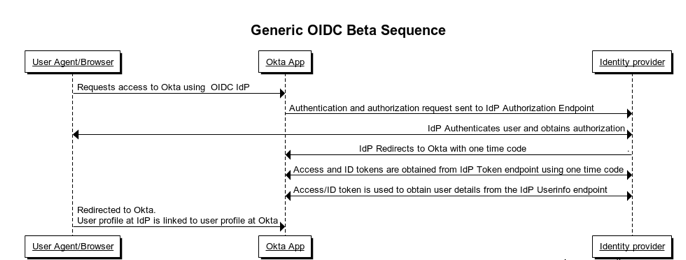 Generic OIDC Beta Sequence
User Agent/Browser
Okta App
Identity provider
Requests access to Okta using OIDC IdP
Authentication and authorization request sent to IdP Authorization Endpoint
IdP Authenticates user and obtains authorization
IdP Redirects to Okta with one time code .
Access and ID tokens are obtained from IdP Token endpoint using one time code
Access/ID token is used to obtain user details from the IdP Userinfo endpoint
Redirected to Okta.
User profile at IdP is linked to user profile at Okta
User Agent/Browser
Okta App
Identity provider